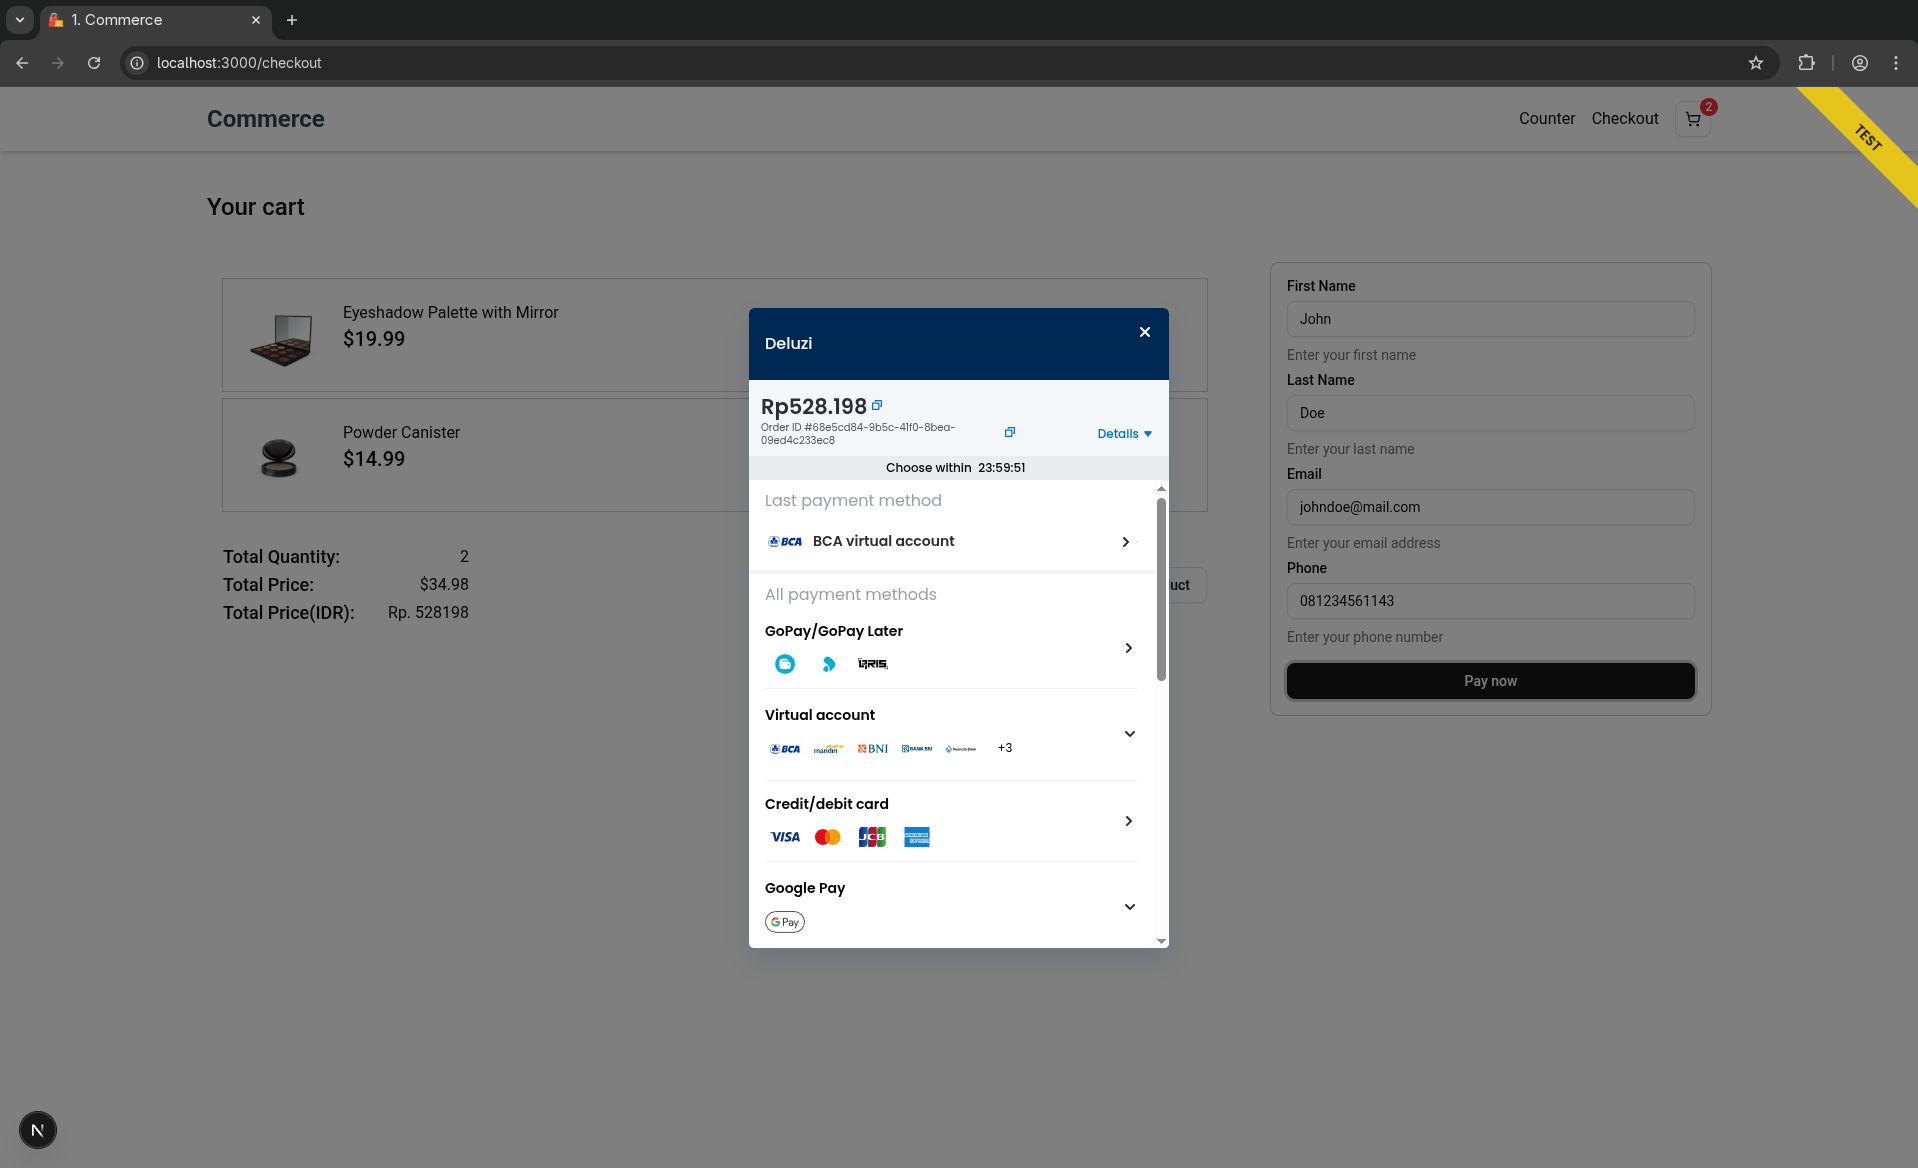 1. Commerce
localhost:3000/checkout
Commerce
Counter
Checkout
2
TEST
Your cart
Eyeshadow Palette with Mirror
$19.99
Powder Canister
$14.99
Total Quantity: 2
Total Price: $34.98
Total Price(IDR): Rp. 528198
uct
First Name
John
Enter your first name
Last Name
Doe
Enter your last name
Email
johndoe@mail.com
Enter your email address
Phone
081234561143
Enter your phone number
Pay now
Deluzi
Rp528.198
Order ID #68e5cd84-9b5c-41f0-8bea-
09ed4c233ec8
Details
Choose within 23:59:51
Last payment method
BCA BCA virtual account
All payment methods
GoPay/GoPay Later
QRIS
Virtual account
BCA mandiri BNI BANK BRI +3
Credit/debit card
VISA JCB
Google Pay
G Pay
N